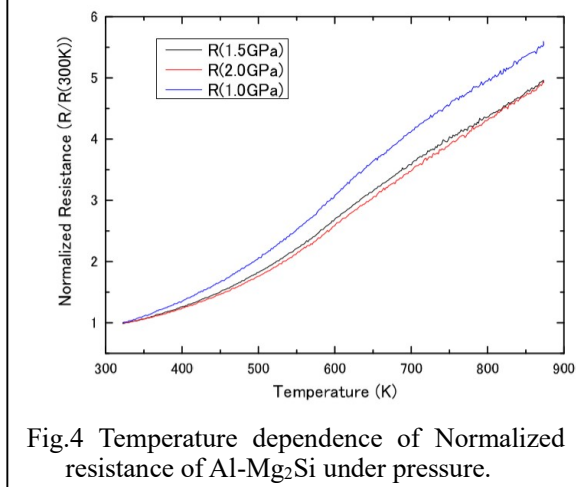 6
5
4
3
2
1
Normalized Resistance (R/R(300K))
R(1.5GPa)
R(2.0GPa)
R(1.0GPa)
300 400 500 600 700 800 900
Temperature (K)
Fig.4 Temperature dependence of Normalized
resistance of Al-Mg₂Si under pressure.